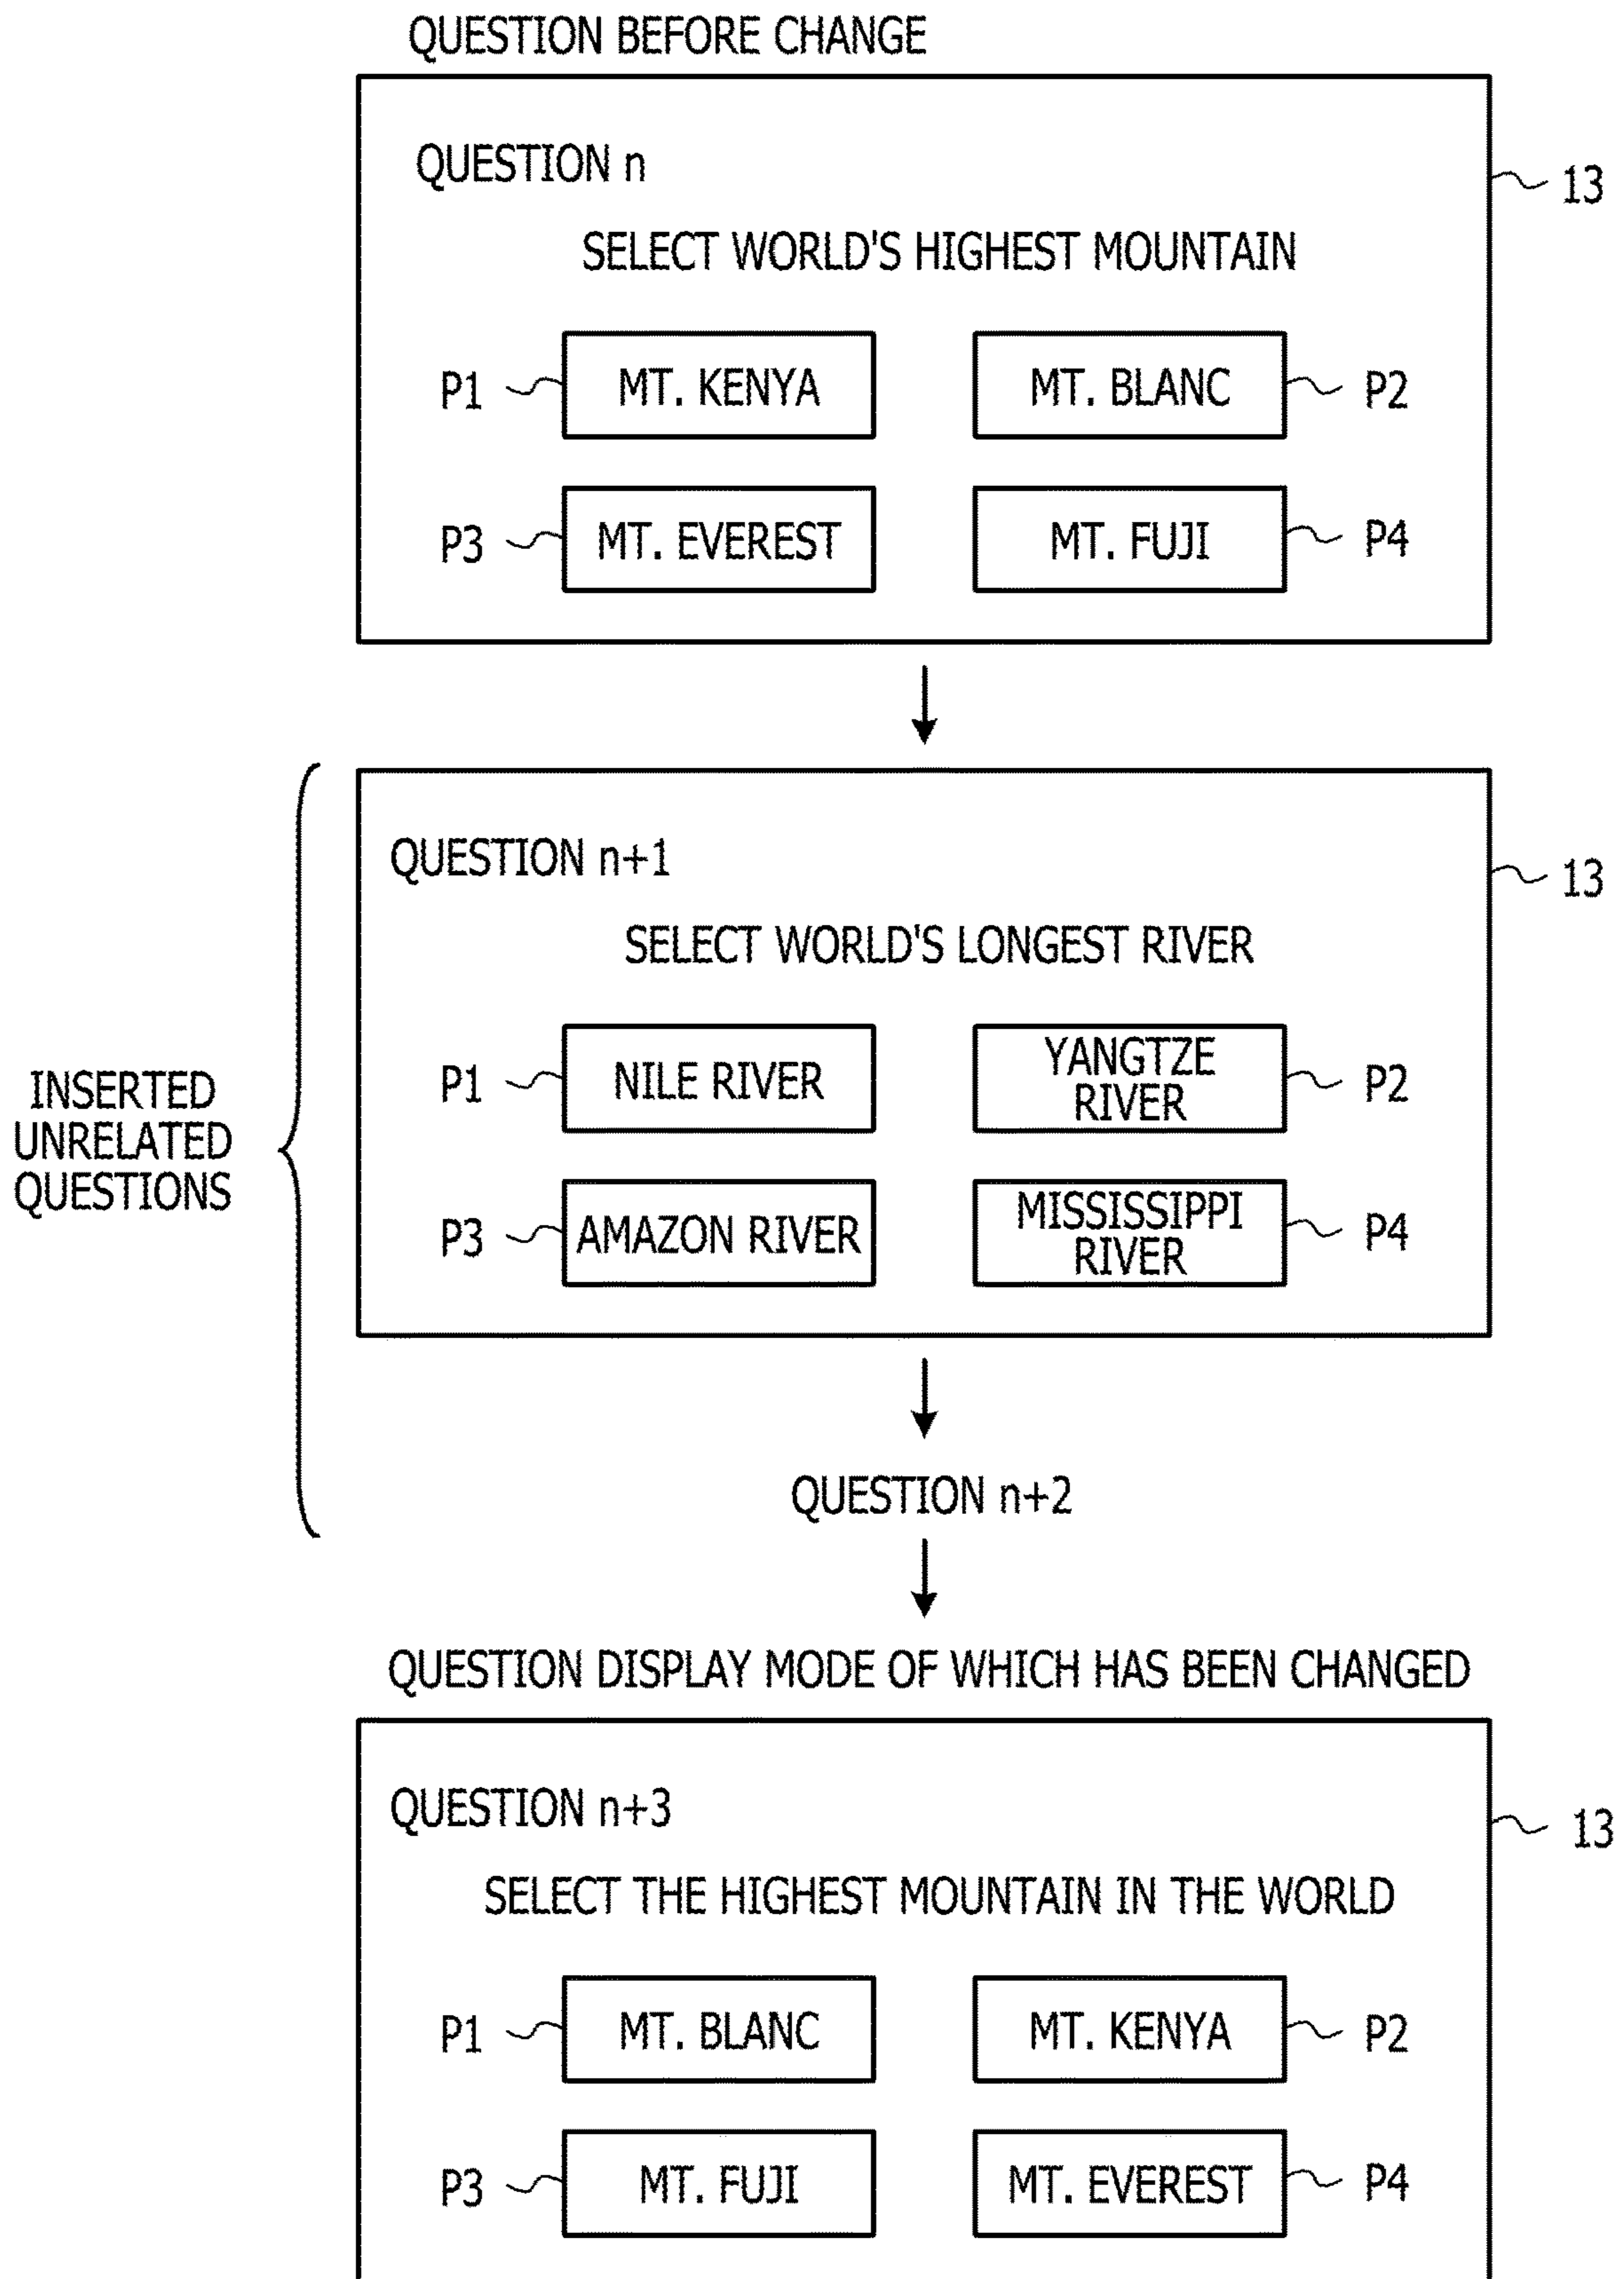 QUESTION BEFORE CHANGE
QUESTION n
13
SELECT WORLD'S HIGHEST MOUNTAIN
P1 MT. KENYA MT. BLANC P2
P3 MT. EVEREST MT. FUJI P4
QUESTION n+1
13
SELECT WORLD'S LONGEST RIVER
P1 NILE RIVER YANGTZE P2
RIVER
INSERTED
UNRELATED
QUESTIONS
P3 AMAZON RIVER MISSISSIPPI P4
RIVER
QUESTION n+2
QUESTION DISPLAY MODE OF WHICH HAS BEEN CHANGED
QUESTION n+3
13
SELECT THE HIGHEST MOUNTAIN IN THE WORLD
P1 MT. BLANC MT. KENYA P2
P3 MT. FUJI MT. EVEREST P4